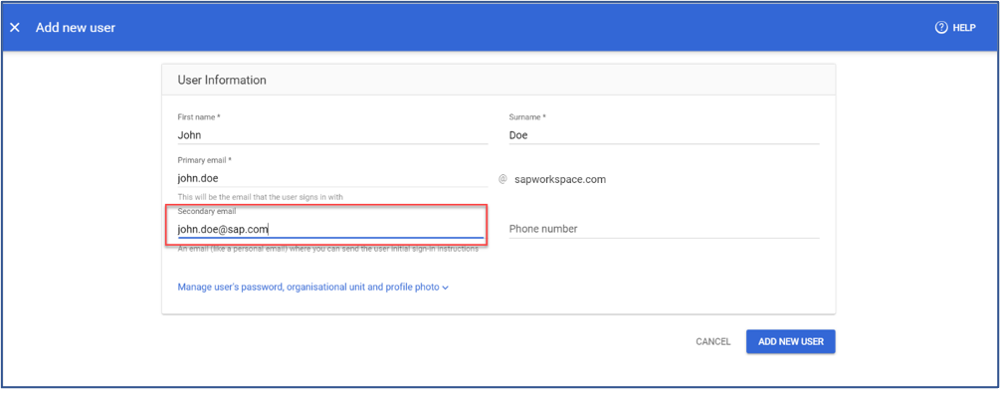 Add new user
HELP
User Information
First name *
Surname *
John
Doe
Primary email *
john.doe
@ sapworkspace.com
This will be the email that the user signs in with
Secondary email
john.doe@sap.com
Phone number
An email (like a personal email) where you can send the user initial sign-in instructions
Manage user's password, organisational unit and profile photo
CANCEL
ADD NEW USER